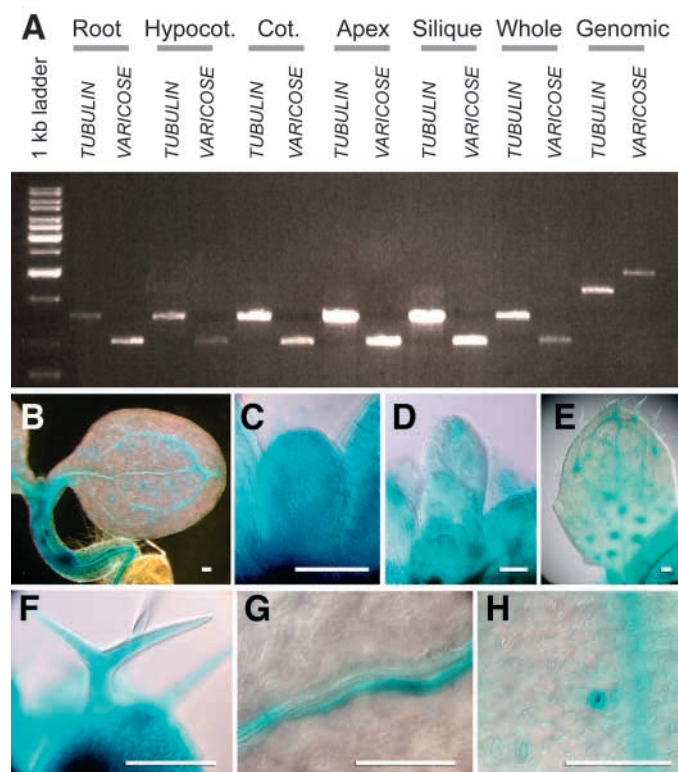 A
Root Hypocot. Cot. Apex Silique Whole Genomic
1 kb ladder
TUBULIN VARICOSE TUBULIN VARICOSE TUBULIN VARICOSE TUBULIN VARICOSE TUBULIN VARICOSE TUBULIN VARICOSE TUBULIN VARICOSE
B C D E
F G H